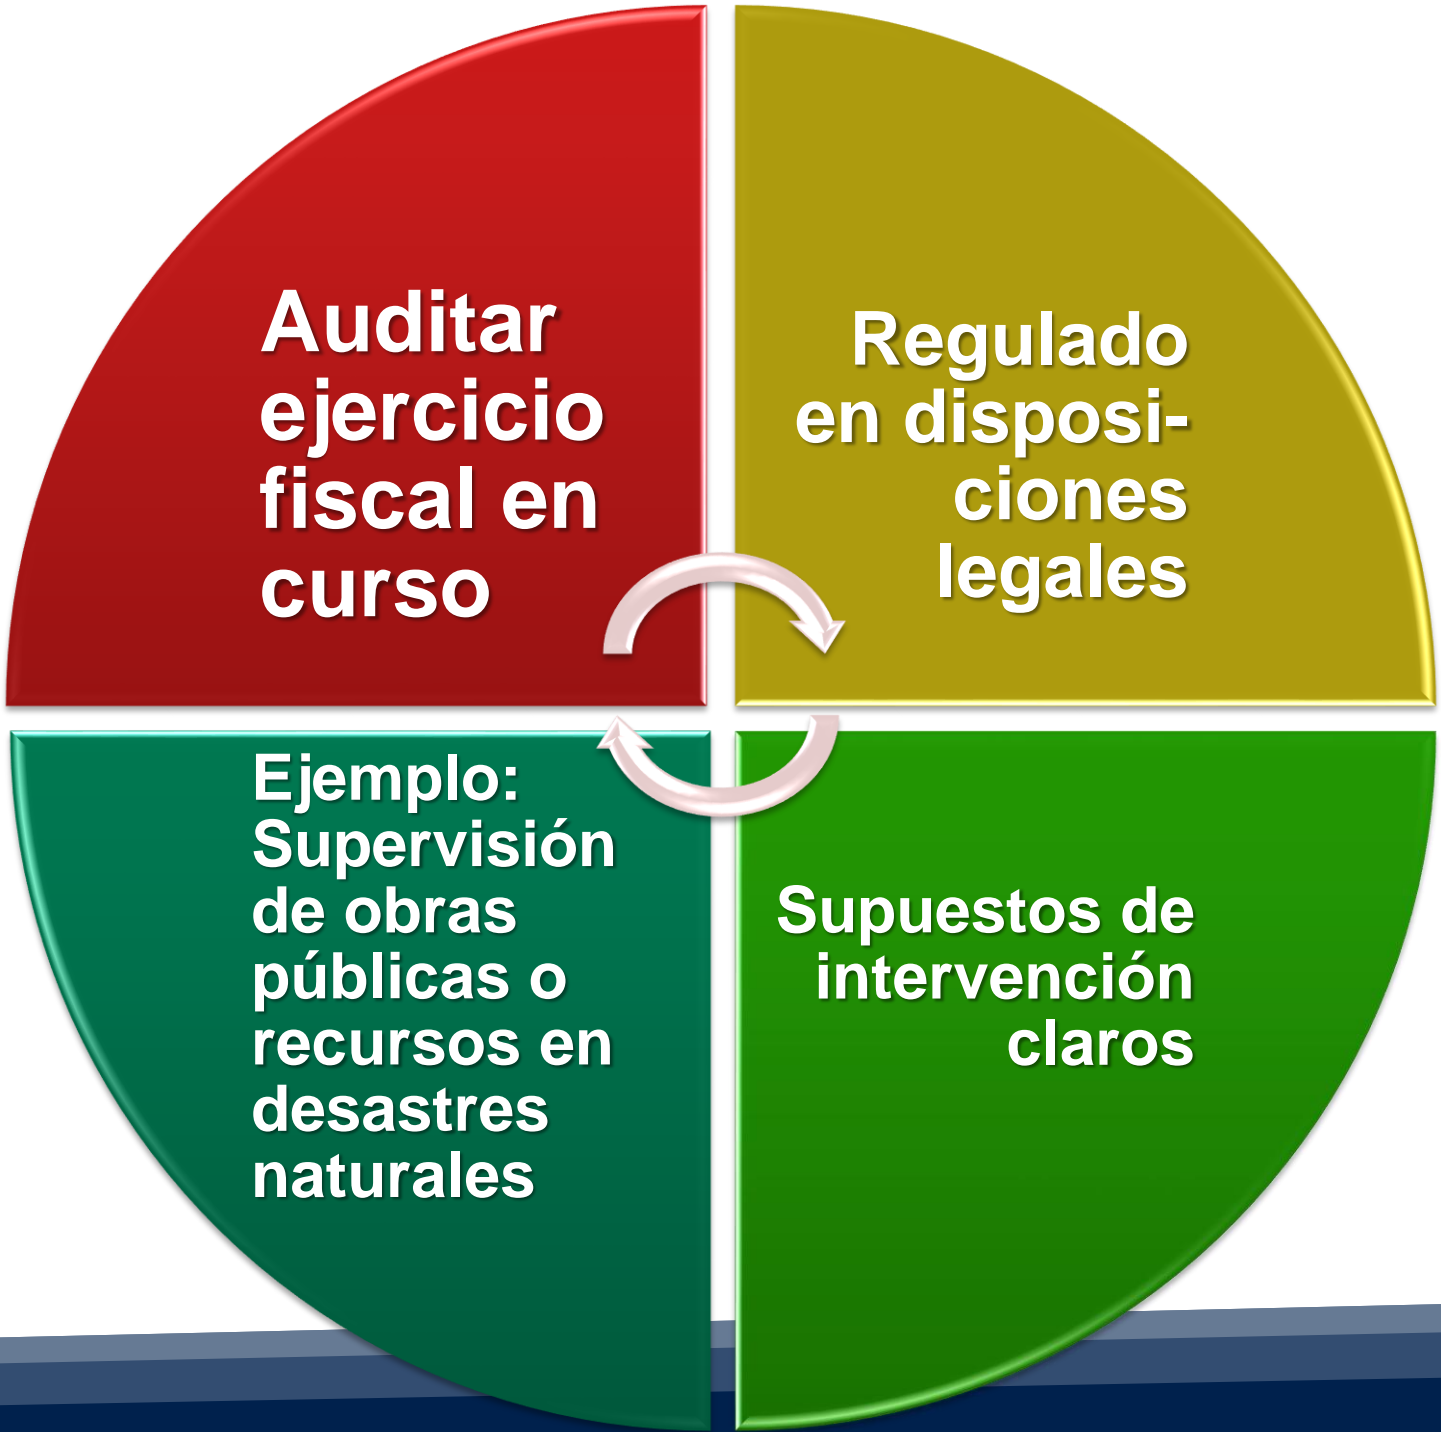 Auditar
ejercicio
fiscal en
curso
Regulado
en disposi-
ciones
legales
Ejemplo:
Supervisión
de obras
públicas o
recursos en
desastres
naturales
Supuestos de
intervención
claros